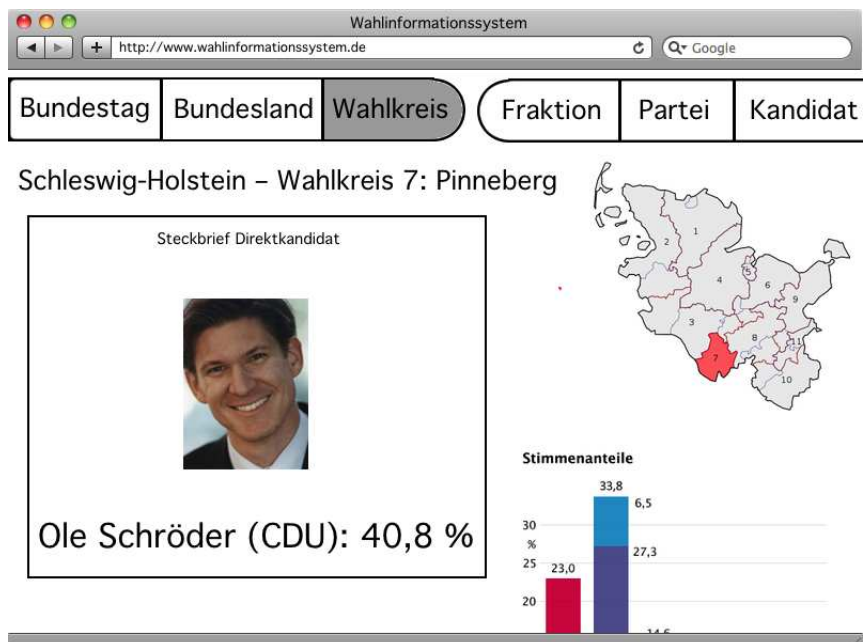 Wahlinformationssystem
http://www.wahlinformationssystem.de
Google
Bundestag Bundesland Wahlkreis Fraktion Partei Kandidat
Schleswig-Holstein – Wahlkreis 7: Pinneberg
Steckbrief Direktkandidat
Ole Schröder (CDU): 40,8 %
1
2
5
4
6
9
3
8
11
7
10
Stimmenanteile
33,8
6,5
30
%
27,3
25
23,0
20
14,6